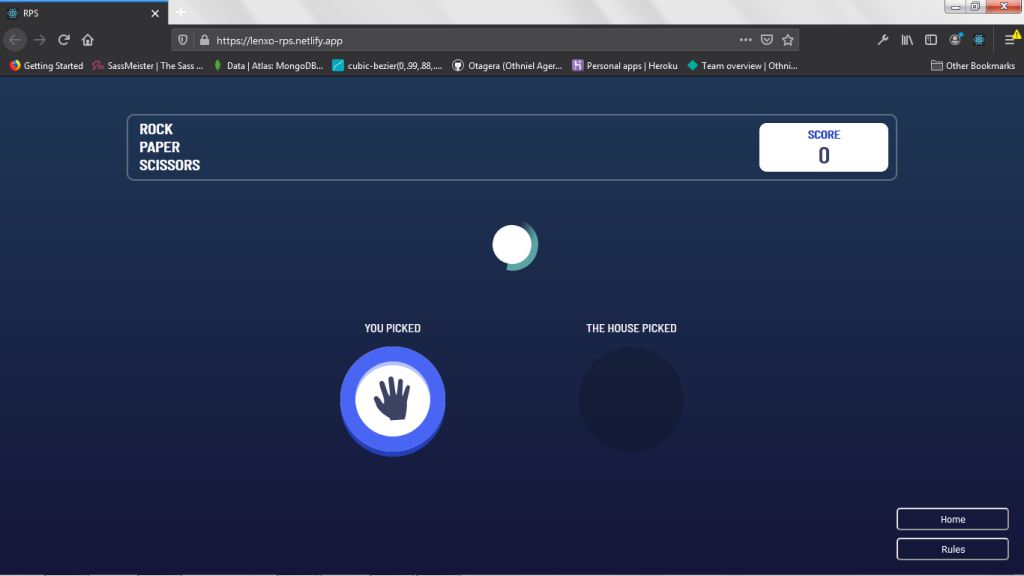 RPS
https://lenxo-rps.netlify.app
Getting Started
SassMeister | The Sass ...
Data | Atlas: MongoDB...
cubic-bezier(0,.99,.88,....
Otagera (Othniel Ager...
Personal apps | Heroku
Team overview | Othni...
Other Bookmarks
ROCK
PAPER
SCISSORS
SCORE
0
YOU PICKED
THE HOUSE PICKED
Home
Rules